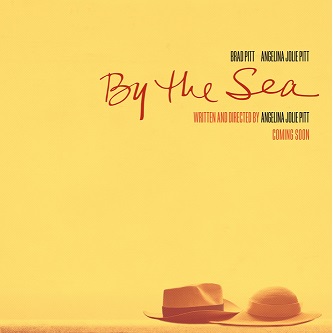 BRAD PITT ANGELINA JOLIE PITT
By the Sea
WRITTEN AND DIRECTED BY ANGELINA JOLIE PITT
COMING SOON